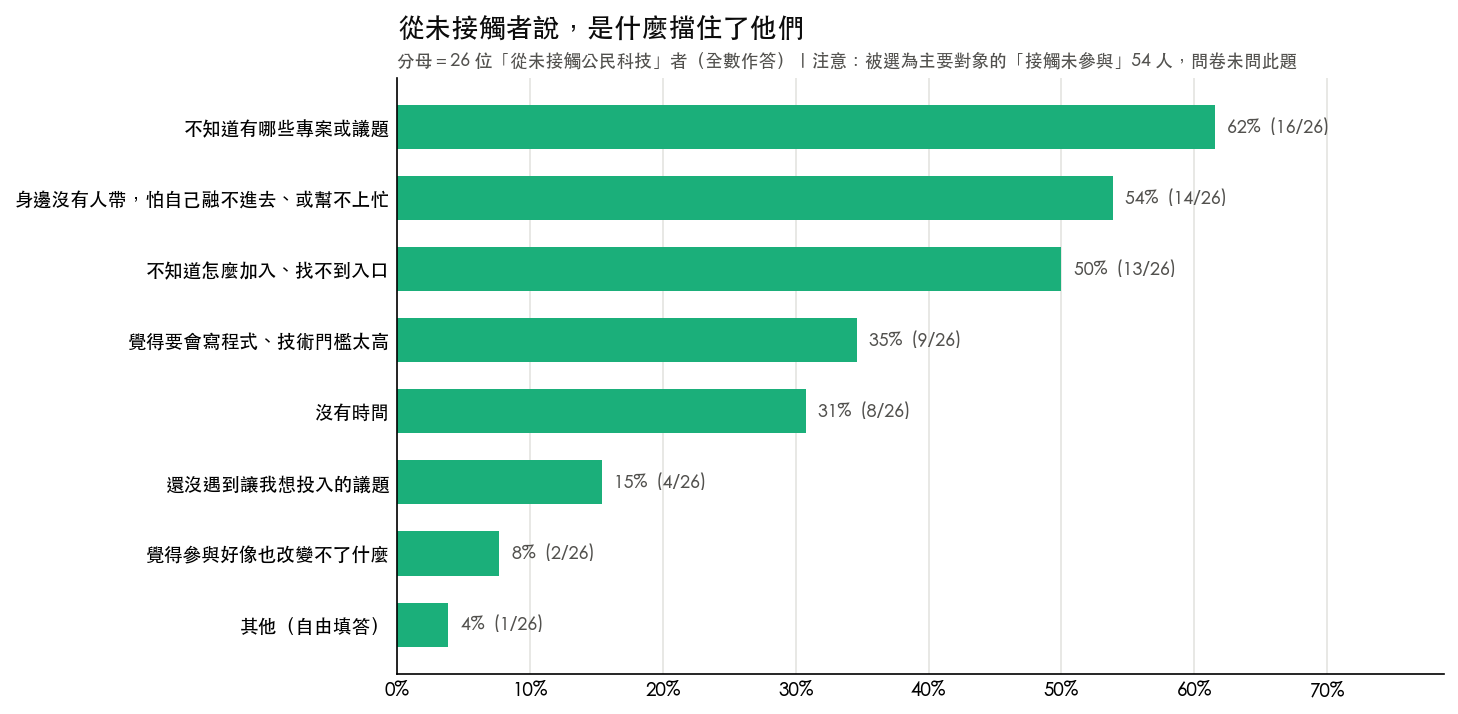 從未接觸者說，是什麼擋住了他們
分母＝26 位「從未接觸公民科技」者（全數作答）｜注意：被選為主要對象的「接觸未參與」54 人，問卷未問此題
不知道有哪些專案或議題
62% (16/26)
身邊沒有人帶，怕自己融不進去、或幫不上忙
54% (14/26)
不知道怎麼加入、找不到入口
50% (13/26)
覺得要會寫程式、技術門檻太高
35% (9/26)
沒有時間
31% (8/26)
還沒遇到讓我想投入的議題
15% (4/26)
覺得參與好像也改變不了什麼
8% (2/26)
其他（自由填答）
4% (1/26)
0% 10% 20% 30% 40% 50% 60% 70%